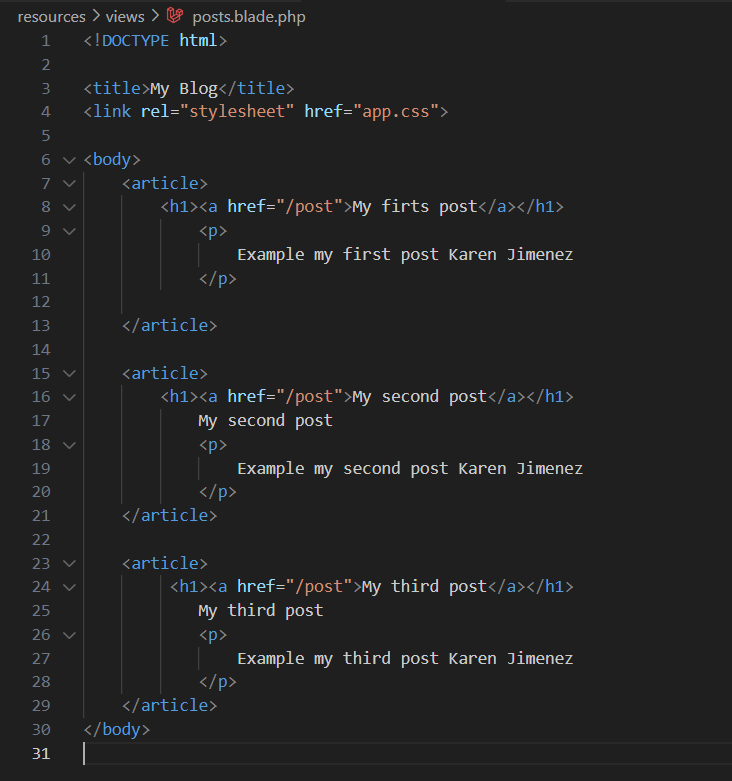 resources > views > posts.blade.php
1 <!DOCTYPE html>
2
3 <title>My Blog</title>
4 <link rel="stylesheet" href="app.css">
5
6 <body>
7 <article>
8 <h1><a href="/post">My firts post</a></h1>
9 <p>
10 Example my first post Karen Jimenez
11 </p>
12
13 </article>
14
15 <article>
16 <h1><a href="/post">My second post</a></h1>
17 My second post
18 <p>
19 Example my second post Karen Jimenez
20 </p>
21 </article>
22
23 <article>
24 <h1><a href="/post">My third post</a></h1>
25 My third post
26 <p>
27 Example my third post Karen Jimenez
28 </p>
29 </article>
30 </body>
31